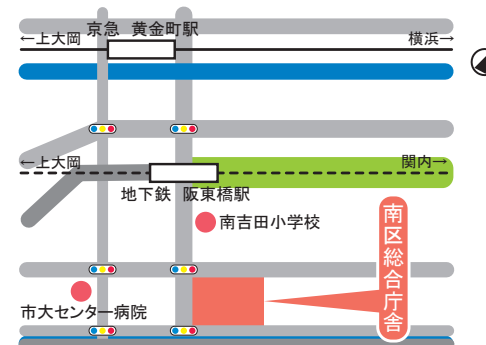 京急 黄金町駅
←上大岡
横浜→
←上大岡
関内→
地下鉄 阪東橋駅
南吉田小学校
南区総合庁舎
市大センター病院